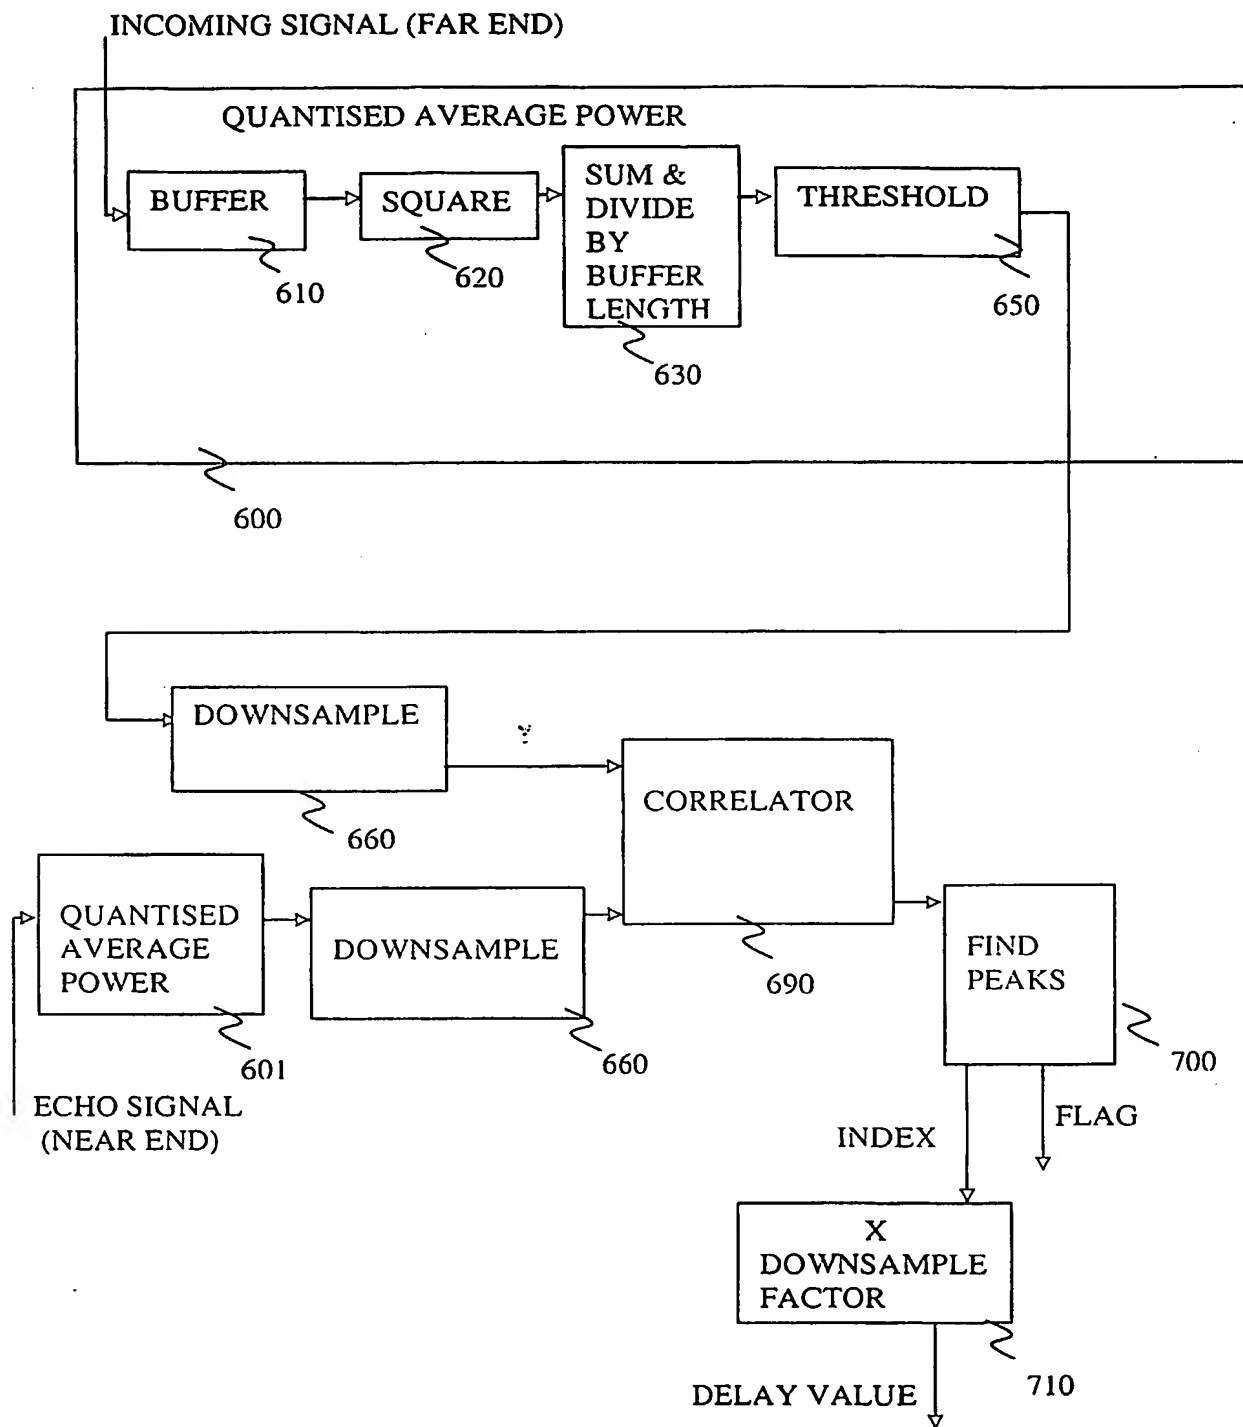 INCOMING SIGNAL (FAR END)
QUANTISED AVERAGE POWER
BUFFER
610
SQUARE
620
SUM &
DIVIDE
BY
BUFFER
LENGTH
630
THRESHOLD
650
600
DOWNSAMPLE
660
CORRELATOR
690
QUANTISED
AVERAGE
POWER
601
DOWNSAMPLE
660
FIND
PEAKS
700
ECHO SIGNAL
(NEAR END)
INDEX
FLAG
X
DOWNSAMPLE
FACTOR
710
DELAY VALUE